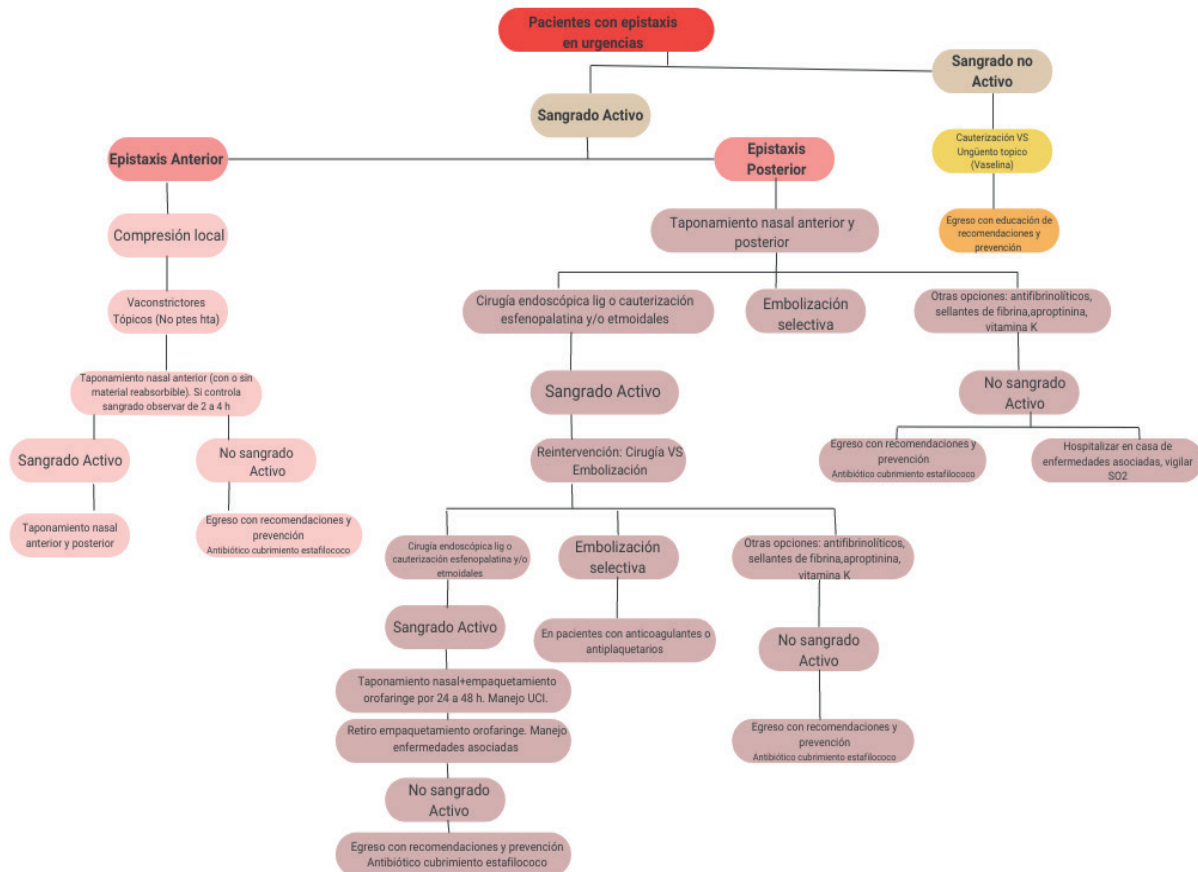 Pacientes con epistaxis
en urgencias
Sangrado no
Activo
Sangrado Activo
Epistaxis Anterior
Epistaxis
Posterior
Cauterización VS
Ungüento topico
(Vaselina)
Compresión local
Taponamiento nasal anterior y
posterior
Egreso con educación de
recomendaciones y
prevención
Vaconstrictores
Tópicos (No ptes hta)
Cirugía endoscópica lig o cauterización
esfenopalatina y/o etmoidales
Embolización
selectiva
Otras opciones: antifibrinolíticos,
sellantes de fibrina,aproptinina,
vitamina K
Taponamiento nasal anterior (con o sin
material reabsorbible). Si controla
sangrado observar de 2 a 4 h
Sangrado Activo
No sangrado
Activo
Sangrado Activo
No sangrado
Activo
Reintervención: Cirugía VS
Embolización
Egreso con recomendaciones y
prevención
Antibiótico cubrimiento estafilococo
Hospitalizar en casa de
enfermedades asociadas, vigilar
SO2
Taponamiento nasal
anterior y posterior
Egreso con recomendaciones y
prevención
Antibiótico cubrimiento estafilococo
Cirugía endoscópica lig o
cauterización esfenopalatina y/o
etmoidales
Embolización
selectiva
Otras opciones: antifibrinolíticos,
sellantes de fibrina,aproptinina,
vitamina K
Sangrado Activo
En pacientes con anticoagulantes o
antiplaquetarios
No sangrado
Activo
Taponamiento nasal+empaquetamiento
orofaringe por 24 a 48 h. Manejo UCI.
Retiro empaquetamiento orofaringe. Manejo
enfermedades asociadas
Egreso con recomendaciones y
prevención
Antibiótico cubrimiento estafilococo
No sangrado
Activo
Egreso con recomendaciones y prevención
Antibiótico cubrimiento estafilococo